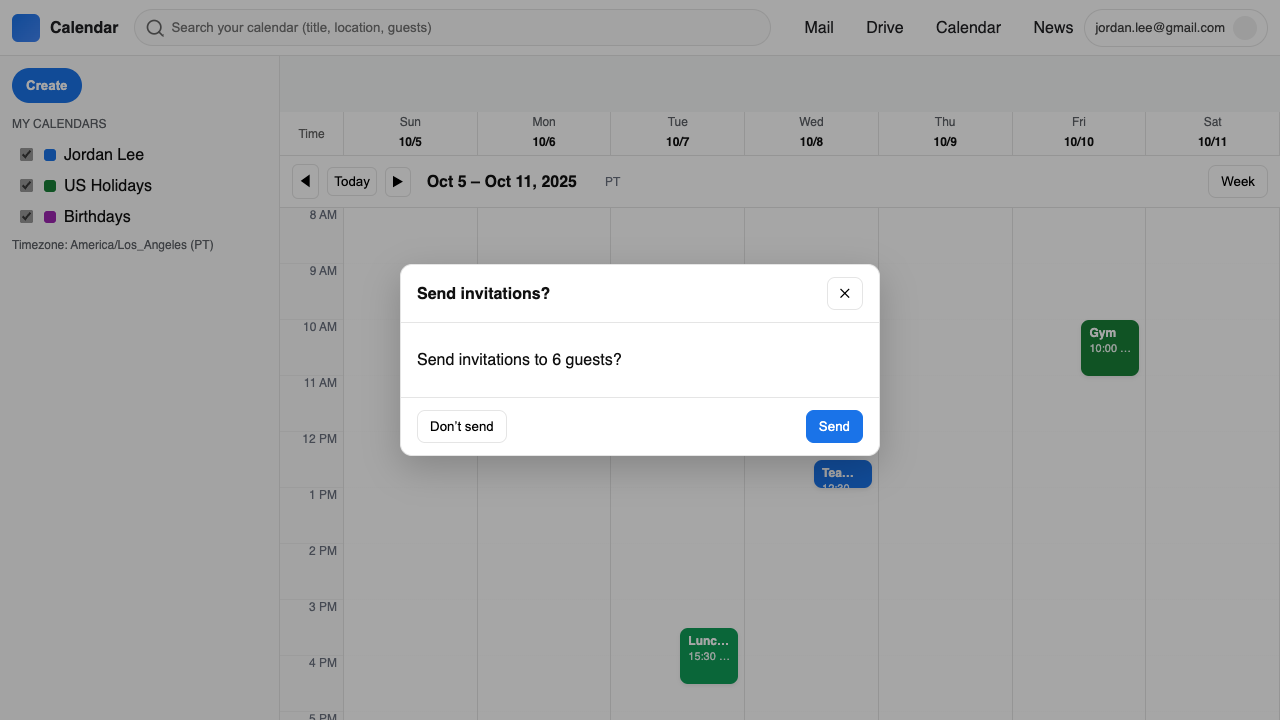 Calendar
Search your calendar (title, location, guests)
Mail
Drive
Calendar
News
jordan.lee@gmail.com
Create
MY CALENDARS
Jordan Lee
US Holidays
Birthdays
Timezone: America/Los_Angeles (PT)
Time
Sun
10/5
Mon
10/6
Tue
10/7
Wed
10/8
Thu
10/9
Fri
10/10
Sat
10/11
Today
Oct 5 – Oct 11, 2025
PT
Week
8 AM
9 AM
10 AM
11 AM
12 PM
1 PM
2 PM
3 PM
4 PM
5 PM
Send invitations?
Send invitations to 6 guests?
Don't send
Send
Gym
10:00 ...
Tea...
12:30
Lunc...
15:30 ...